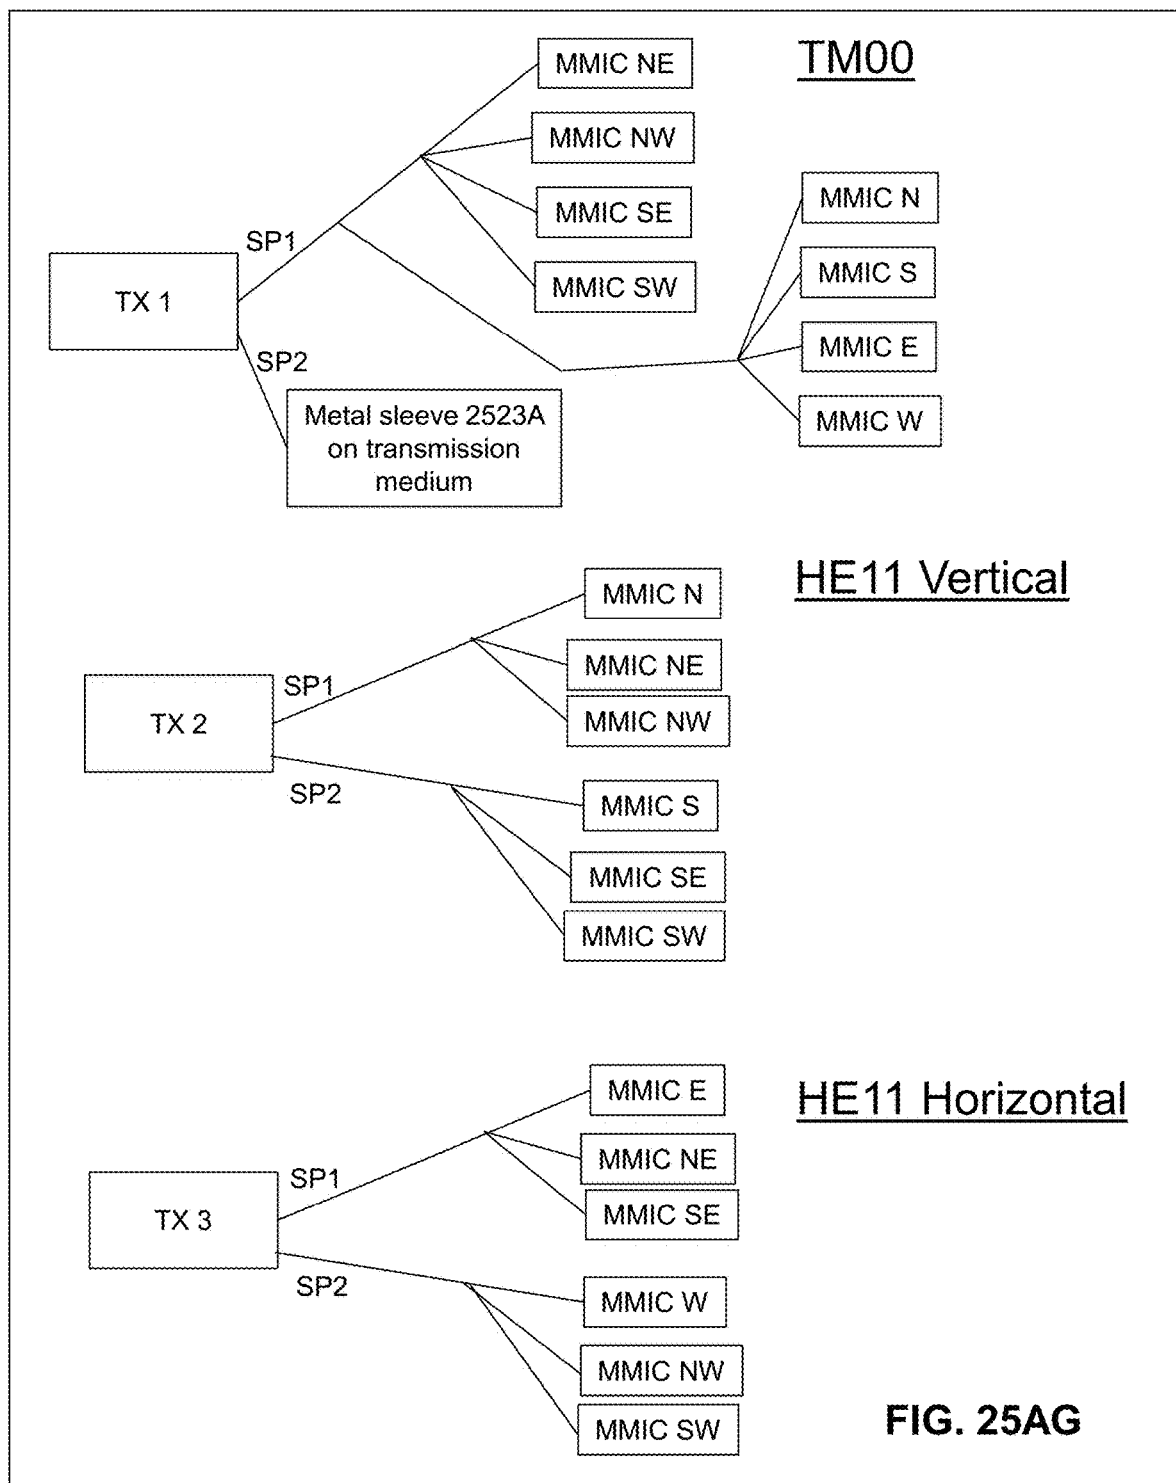 TM00
MMIC NE
MMIC NW
MMIC SE
MMIC SW
MMIC N
MMIC S
MMIC E
MMIC W
SP1
TX 1
SP2
Metal sleeve 2523A
on transmission
medium
HE11 Vertical
MMIC N
MMIC NE
MMIC NW
SP1
TX 2
SP2
MMIC S
MMIC SE
MMIC SW
HE11 Horizontal
MMIC E
MMIC NE
MMIC SE
SP1
TX 3
SP2
MMIC W
MMIC NW
MMIC SW
FIG. 25AG